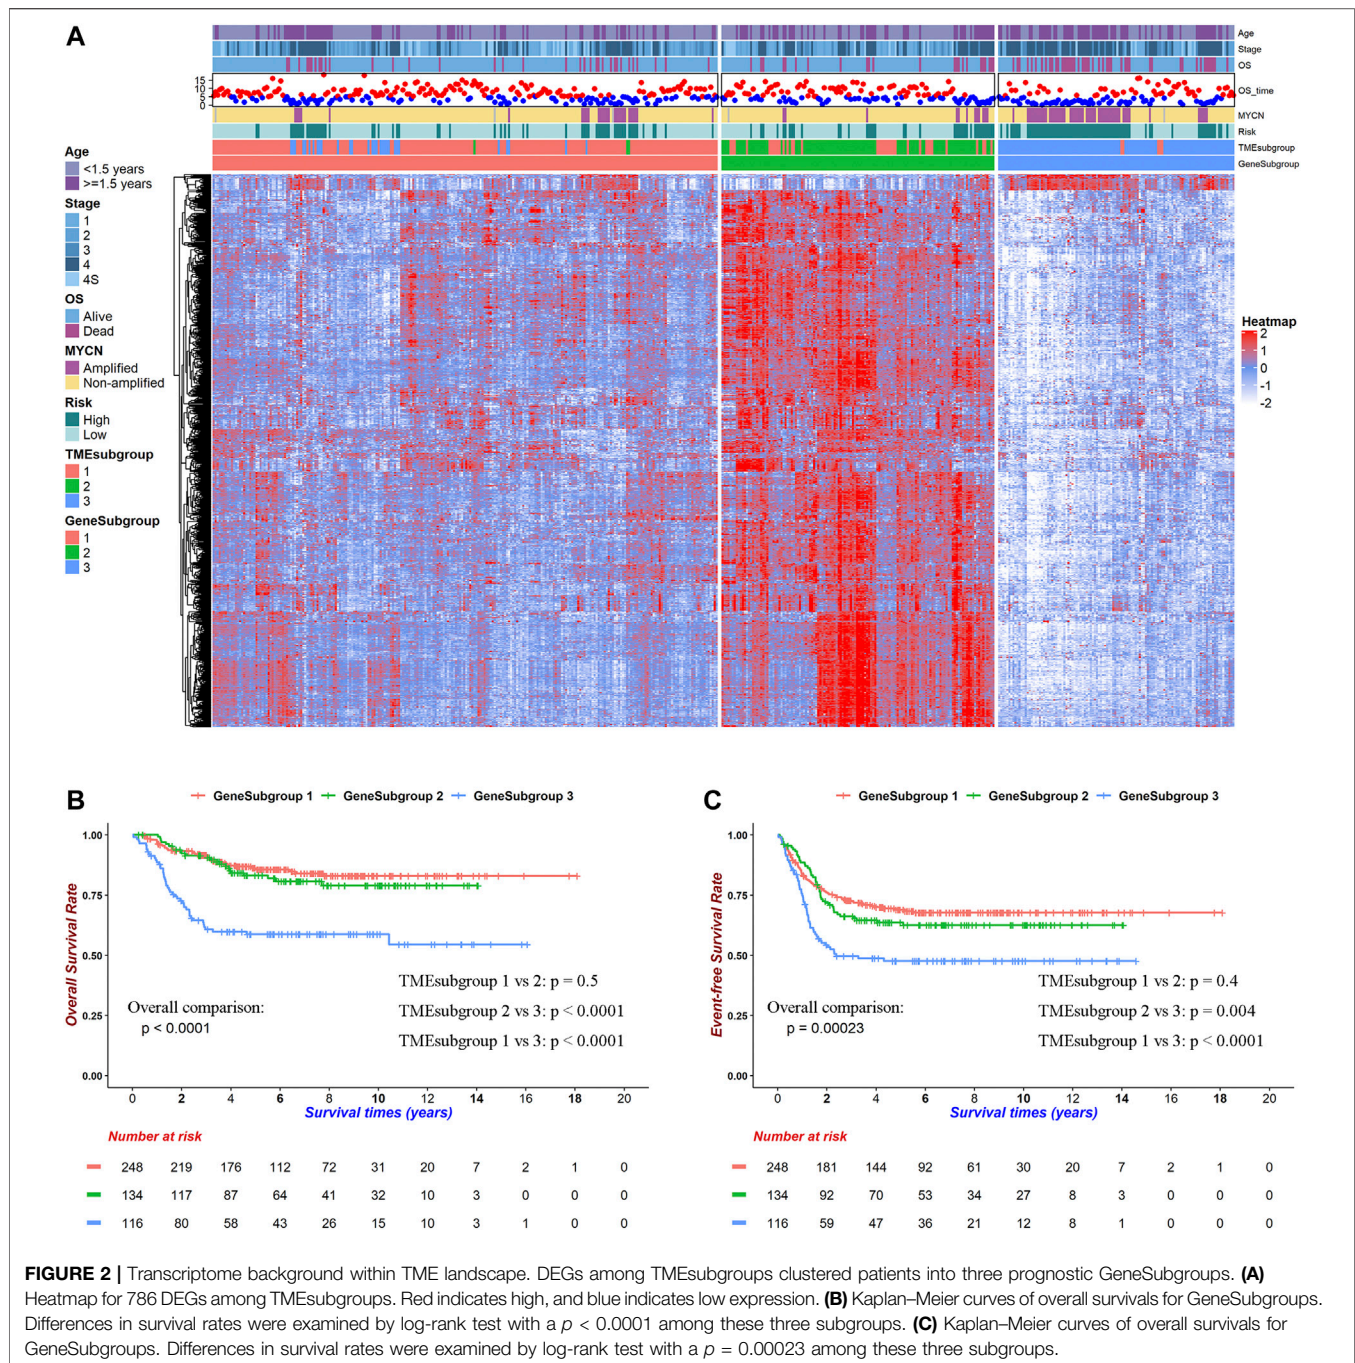 A
Age
Stage
OS
15
10
5
0
OS_time
MYCN
Risk
TMEsubgroup
GeneSubgroup
Age
<1.5 years
>=1.5 years
Stage
1
2
3
4
4S
OS
Alive
Dead
MYCN
Amplified
Non-amplified
Risk
High
Low
TMEsubgroup
1
2
3
GeneSubgroup
1
2
3
Heatmap
2
1
0
-1
-2
B
GeneSubgroup 1 GeneSubgroup 2 GeneSubgroup 3
1.00
0.75
0.50
0.25
0.00
Overall Survival Rate
TMEsubgroup 1 vs 2: p = 0.5
TMEsubgroup 2 vs 3: p < 0.0001
TMEsubgroup 1 vs 3: p < 0.0001
Overall comparison:
p < 0.0001
0 2 4 6 8 10 12 14 16 18 20
Survival times (years)
Number at risk
248 219 176 112 72 31 20 7 2 1 0
134 117 87 64 41 32 10 3 0 0 0
116 80 58 43 26 15 10 3 1 0 0
C
GeneSubgroup 1 GeneSubgroup 2 GeneSubgroup 3
1.00
0.75
0.50
0.25
0.00
Event-free Survival Rate
TMEsubgroup 1 vs 2: p = 0.4
TMEsubgroup 2 vs 3: p = 0.004
TMEsubgroup 1 vs 3: p < 0.0001
Overall comparison:
p = 0.00023
0 2 4 6 8 10 12 14 16 18 20
Survival times (years)
Number at risk
248 181 144 92 61 30 20 7 2 1 0
134 92 70 53 34 27 8 3 0 0 0
116 59 47 36 21 12 8 1 0 0 0
FIGURE 2 | Transcriptome background within TME landscape. DEGs among TMEsubgroups clustered patients into three prognostic GeneSubgroups. (A)
Heatmap for 786 DEGs among TMEsubgroups. Red indicates high, and blue indicates low expression. (B) Kaplan–Meier curves of overall survivals for GeneSubgroups.
Differences in survival rates were examined by log-rank test with a p < 0.0001 among these three subgroups. (C) Kaplan–Meier curves of overall survivals for
GeneSubgroups. Differences in survival rates were examined by log-rank test with a p = 0.00023 among these three subgroups.